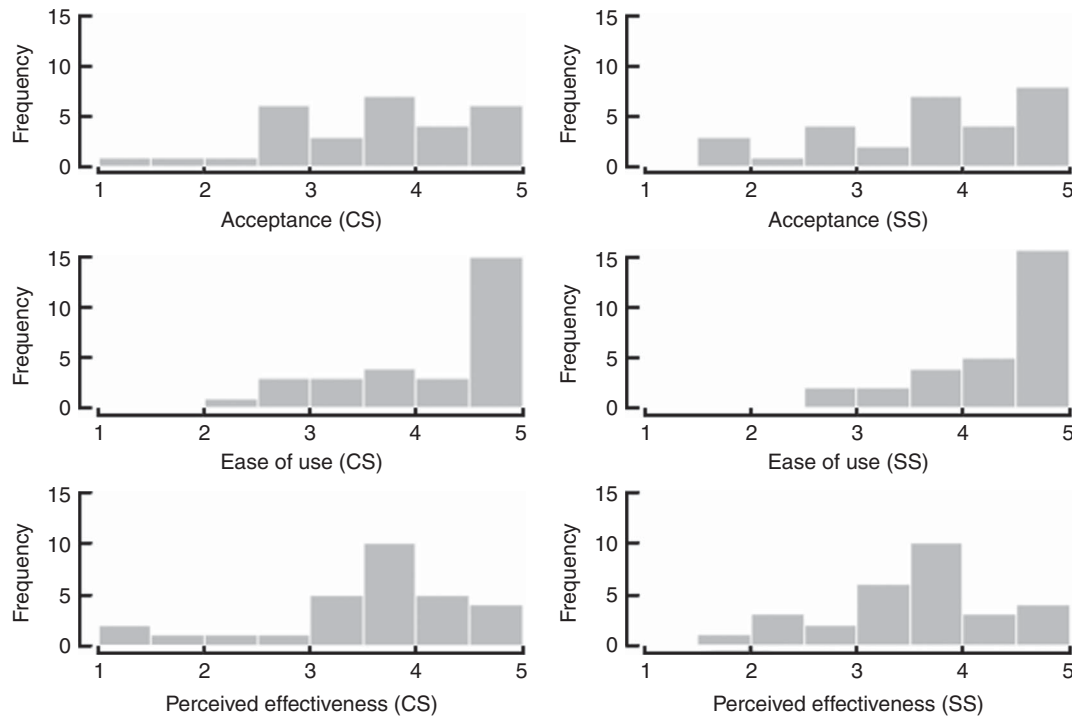 Frequency
15
10
5
0
1 2 3 4 5
Acceptance (CS)
Frequency
15
10
5
0
1 2 3 4 5
Acceptance (SS)
Frequency
15
10
5
0
1 2 3 4 5
Ease of use (CS)
Frequency
15
10
5
0
1 2 3 4 5
Ease of use (SS)
Frequency
15
10
5
0
1 2 3 4 5
Perceived effectiveness (CS)
Frequency
15
10
5
0
1 2 3 4 5
Perceived effectiveness (SS)